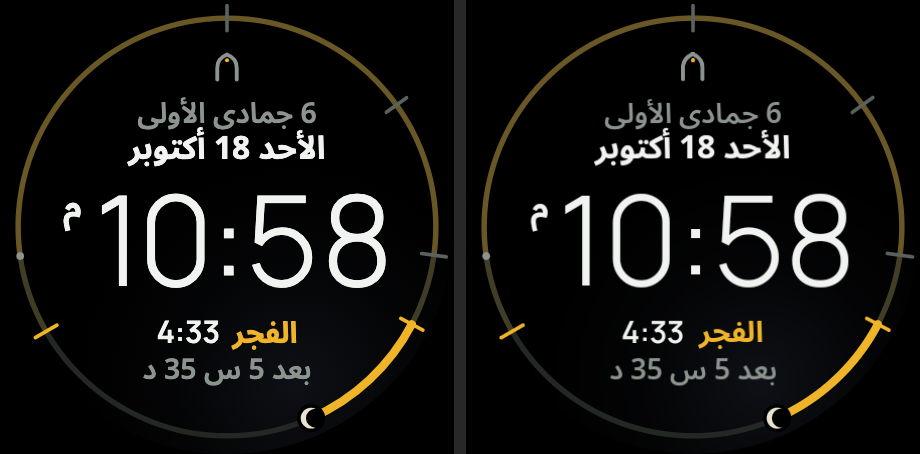 6 جمادى الأولى
الأحد 18 أكتوبر
10:58 م
الفجر 4:33
بعد 5 س 35 د
6 جمادى الأولى
الأحد 18 أكتوبر
10:58 م
الفجر 4:33
بعد 5 س 35 د